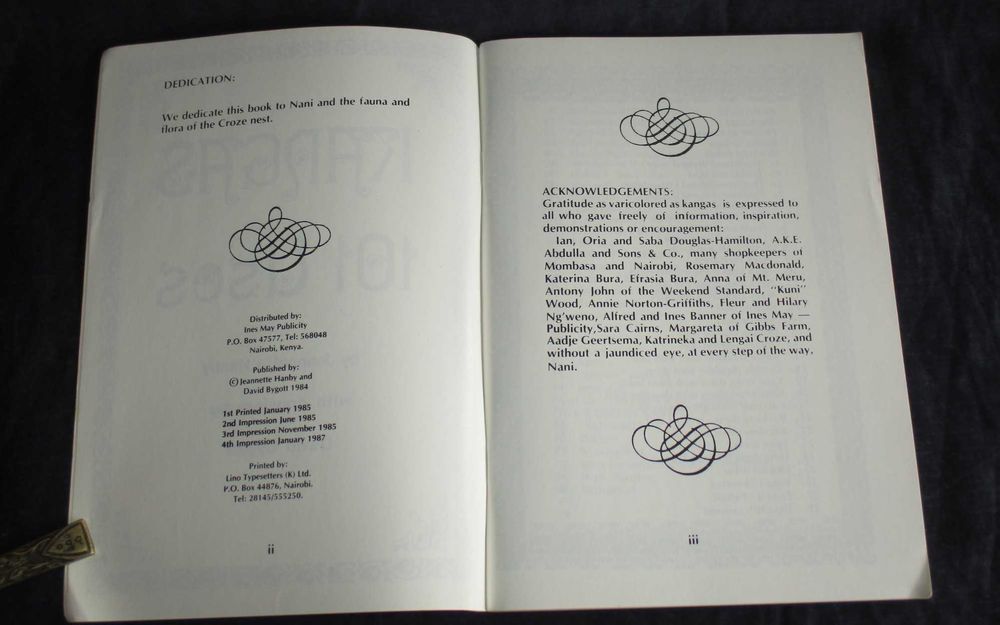 DEDICATION:
We dedicate this book to Nani and the fauna and
flora of the Croze nest.
Distributed by:
Ines May Publicity
P.O. Box 47577, Tel: 568048
Nairobi, Kenya.
Published by:
© Jeannette Hanby and
David Bygott 1984
1st Printed January 1985
2nd Impression June 1985
3rd Impression November 1985
4th Impression January 1987
Printed by:
Lino Typesetters (K) Ltd.
P.O. Box 44876, Nairobi.
Tel: 28145/555250.
ii
ACKNOWLEDGEMENTS:
Gratitude as varicolored as kangas is expressed to
all who gave freely of information, inspiration,
demonstrations or encouragement:
Ian, Oria and Saba Douglas-Hamilton, A.K.E.
Abdulla and Sons & Co., many shopkeepers of
Mombasa and Nairobi, Rosemary Macdonald,
Katerina Bura, Efrasia Bura, Anna of Mt. Meru,
Antony John of the Weekend Standard, "Kuni"
Wood, Annie Norton-Griffiths, Fleur and Hilary
Ng'weno, Alfred and Ines Banner of Ines May —
Publicity,Sara Cairns, Margareta of Gibbs Farm,
Aadje Geertsema, Katrineka and Lengai Croze, and
without a jaundiced eye, at every step of the way,
Nani.
iii